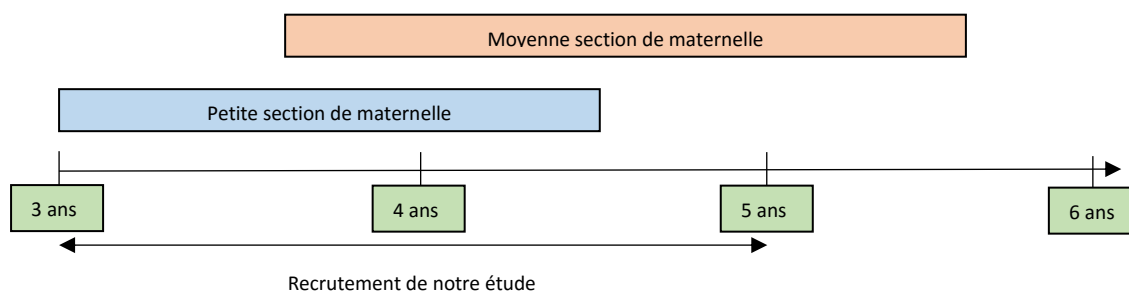 Moyenne section de maternelle
Petite section de maternelle
3 ans
4 ans
5 ans
6 ans
Recrutement de notre étude